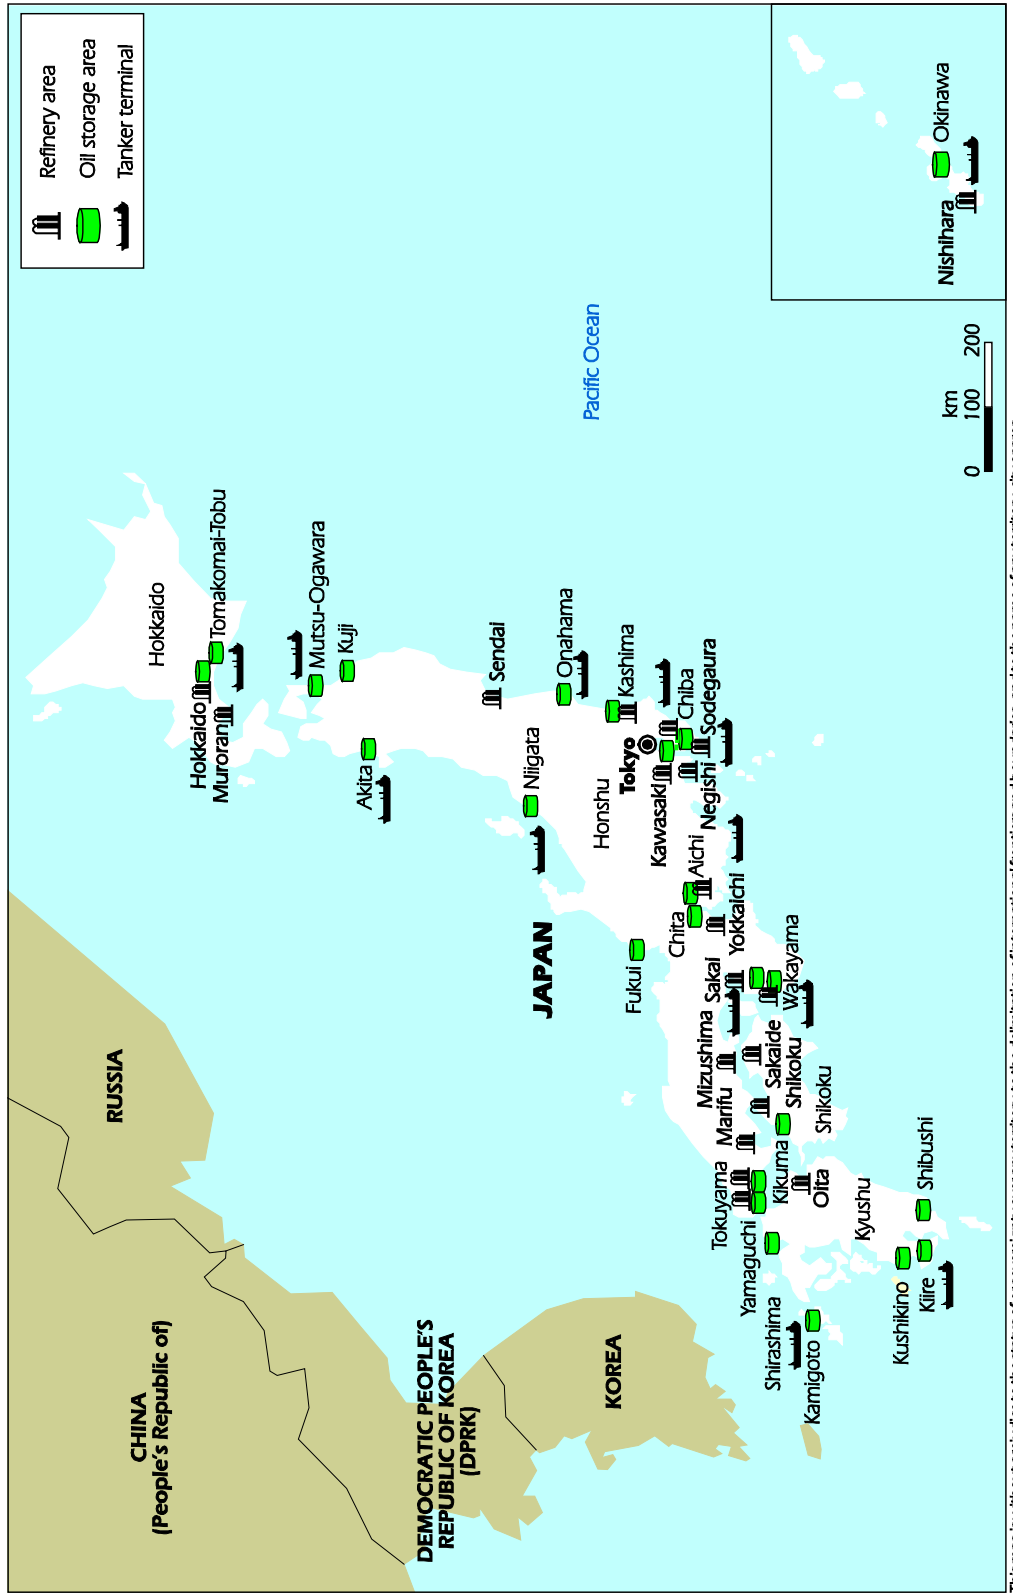 Refinery area
Oil storage area
Tanker terminal
RUSSIA
CHINA
(People's Republic of)
DEMOCRATIC PEOPLE'S
REPUBLIC OF KOREA
(DPRK)
KOREA
JAPAN
Pacific Ocean
Hokkaido
Hokkaido
Tomakomai-Tobu
Muroran
Mutsu-Ogawara
Kuji
Akita
Sendai
Niigata
Onahama
Honshu
Kashima
Tokyo
Kawasaki
Chiba
Sodegaura
Negishi
Aichi
Chita
Yokkaichi
Fukui
Sakai
Wakayama
Mizushima
Sakaide
Shikoku
Shikoku
Marifu
Tokuyama
Kikuma
Oita
Yamaguchi
Kyushu
Shibushi
Shirashima
Kamigoto
Kushikino
Kiire
Okinawa
Nishihara
km
0 100 200